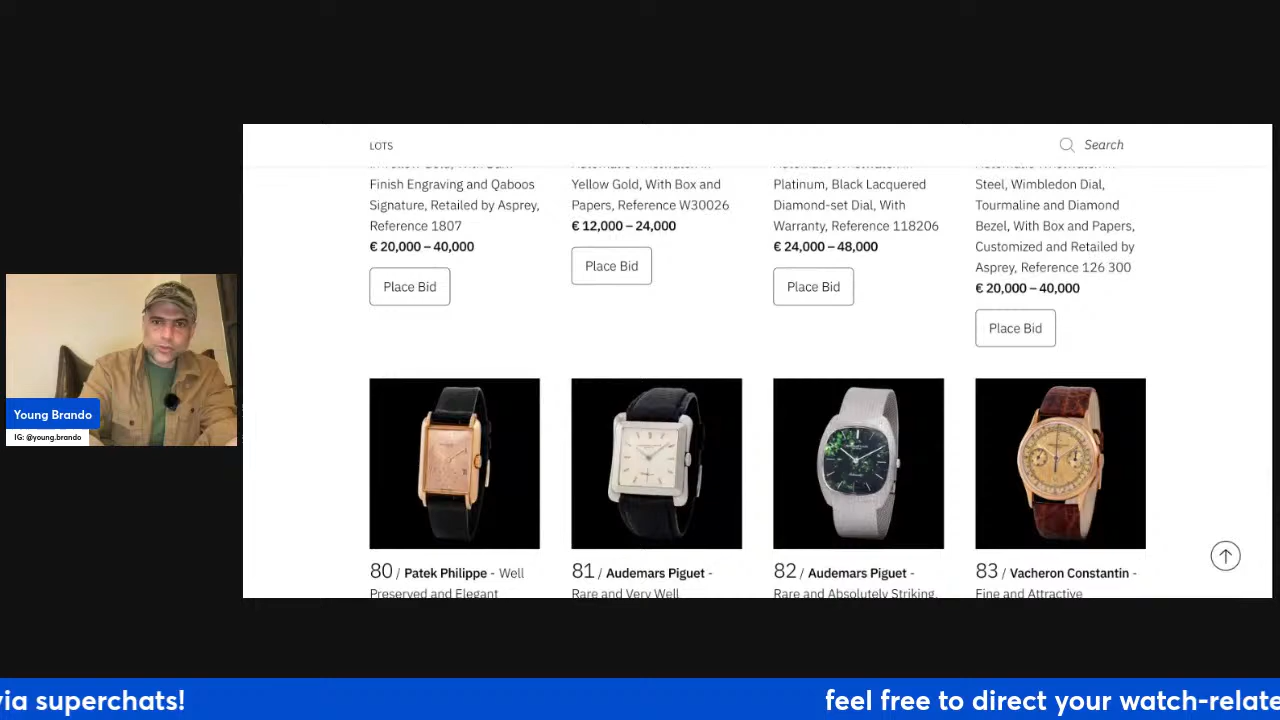 LOTS
Search
Finish Engraving and Qaboos
Signature, Retailed by Asprey,
Reference 1807
€ 20,000 – 40,000
Place Bid
Yellow Gold, With Box and
Papers, Reference W30026
€ 12,000 – 24,000
Place Bid
Platinum, Black Lacquered
Diamond-set Dial, With
Warranty, Reference 118206
€ 24,000 – 48,000
Place Bid
Steel, Wimbledon Dial,
Tourmaline and Diamond
Bezel, With Box and Papers,
Customized and Retailed by
Asprey, Reference 126 300
€ 20,000 – 40,000
Place Bid
Young Brando
IG: @young.brando
80 / Patek Philippe - Well
Preserved and Elegant
81 / Audemars Piguet -
Rare and Very Well
82 / Audemars Piguet -
Rare and Absolutely Striking,
83 / Vacheron Constantin -
Fine and Attractive
via superchats!
feel free to direct your watch-relate